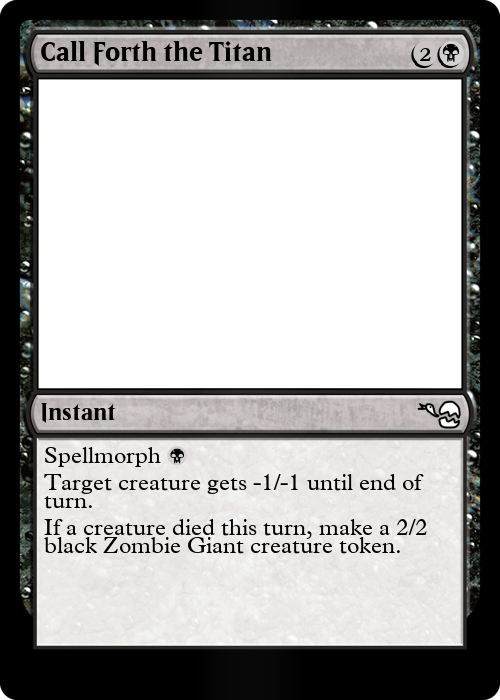 Call Forth the Titan 2
Instant
Spellmorph
Target creature gets -1/-1 until end of
turn.
If a creature died this turn, make a 2/2
black Zombie Giant creature token.